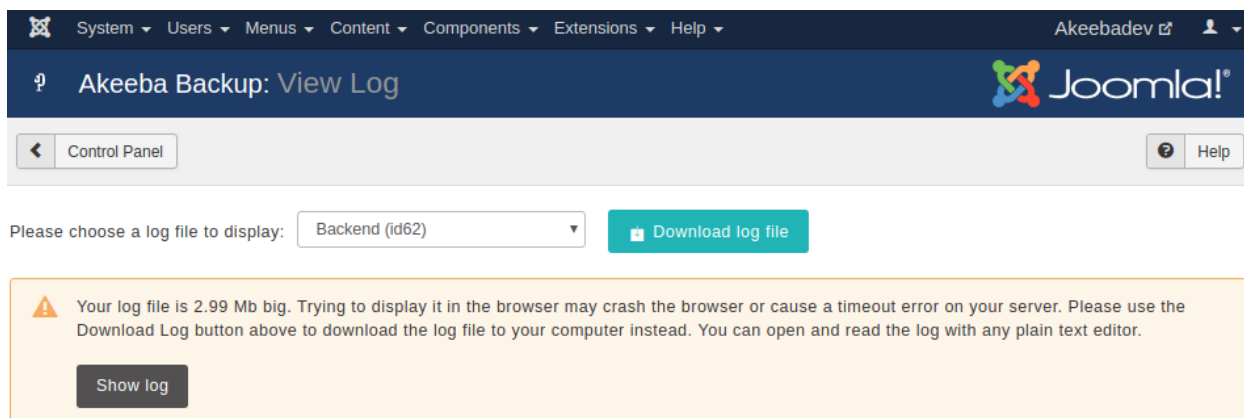 System Users Menus Content Components Extensions Help Akeebadev
Akeeba Backup: View Log Joomla!®
Control Panel Help
Please choose a log file to display: Backend (id62) Download log file
Your log file is 2.99 Mb big. Trying to display it in the browser may crash the browser or cause a timeout error on your server. Please use the
Download Log button above to download the log file to your computer instead. You can open and read the log with any plain text editor.
Show log